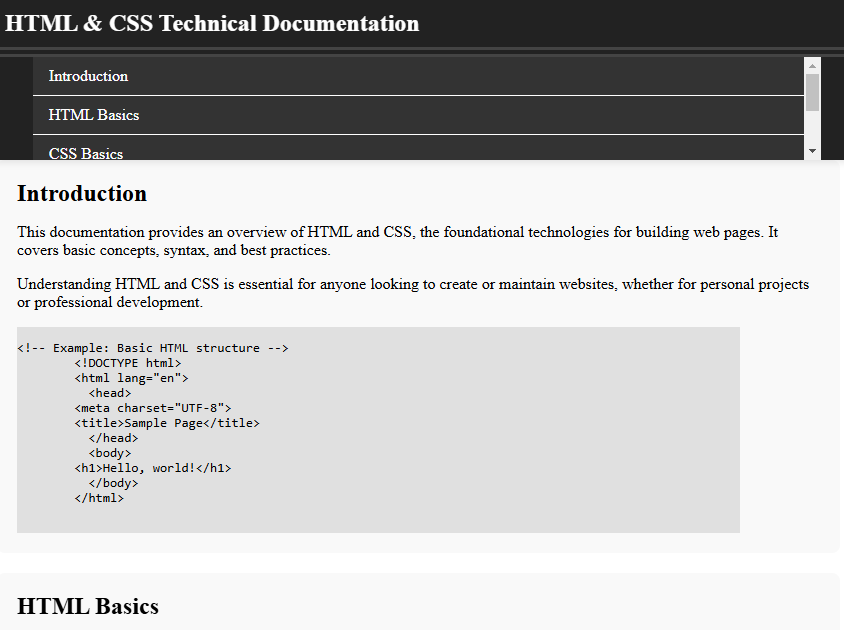 HTML & CSS Technical Documentation
Introduction
HTML Basics
CSS Basics
Introduction
This documentation provides an overview of HTML and CSS, the foundational technologies for building web pages. It
covers basic concepts, syntax, and best practices.
Understanding HTML and CSS is essential for anyone looking to create or maintain websites, whether for personal projects
or professional development.
<!-- Example: Basic HTML structure -->
        <!DOCTYPE html>
        <html lang="en">
          <head>
        <meta charset="UTF-8">
        <title>Sample Page</title>
          </head>
          <body>
        <h1>Hello, world!</h1>
          </body>
        </html>
HTML Basics